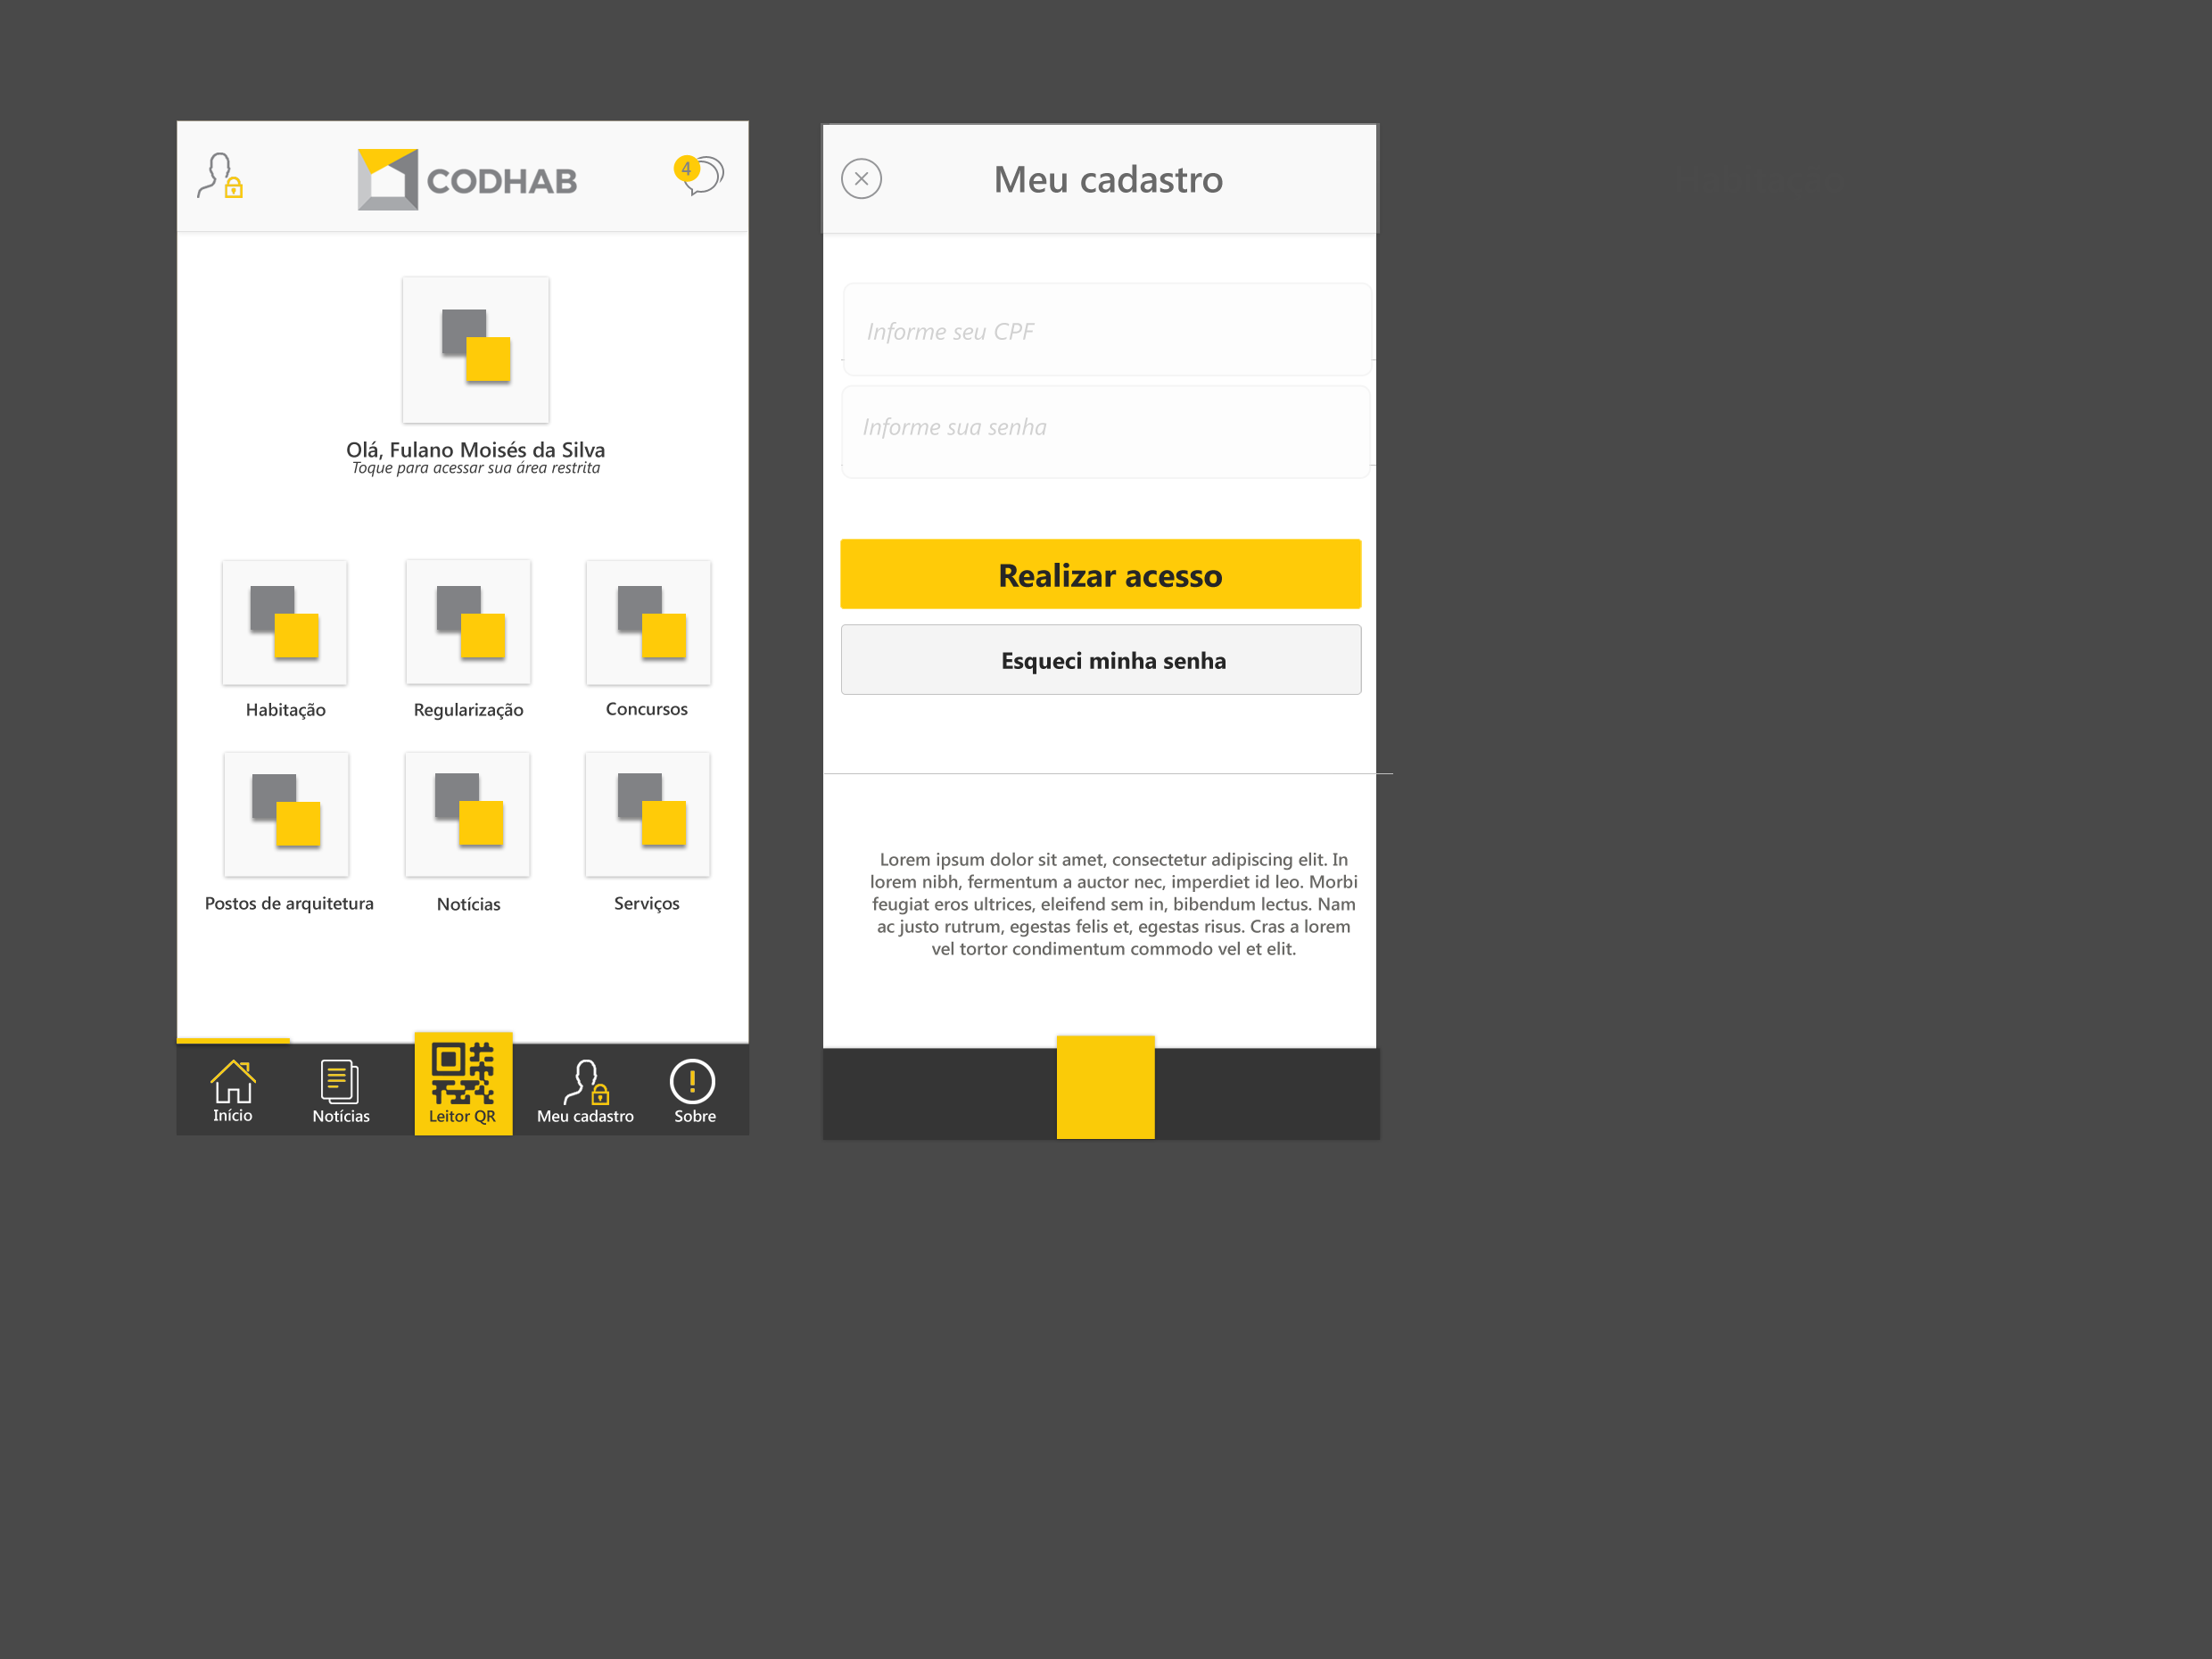 CODHAB
4
Olá, Fulano Moisés da Silva
Toque para acessar sua área restrita
Habitação
Regularização
Concursos
Postos de arquitetura
Notícias
Serviços
Início
Notícias
Leitor QR
Meu cadastro
Sobre
Meu cadastro
Informe seu CPF
Informe sua senha
Realizar acesso
Esqueci minha senha
Lorem ipsum dolor sit amet, consectetur adipiscing elit. In
lorem nibh, fermentum a auctor nec, imperdiet id leo. Morbi
feugiat eros ultrices, eleifend sem in, bibendum lectus. Nam
ac justo rutrum, egestas felis et, egestas risus. Cras a lorem
vel tortor condimentum commodo vel et elit.